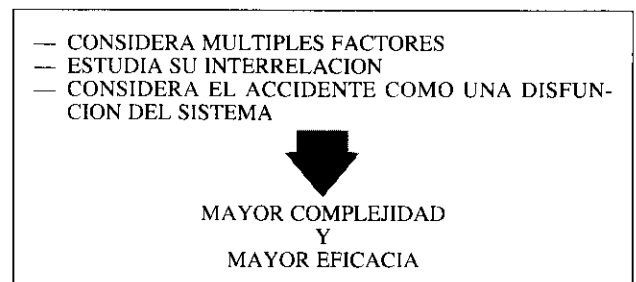 — CONSIDERA MULTIPLES FACTORES
— ESTUDIA SU INTERRELACION
— CONSIDERA EL ACCIDENTE COMO UNA DISFUN-
CION DEL SISTEMA
MAYOR COMPLEJIDAD
Y
MAYOR EFICACIA